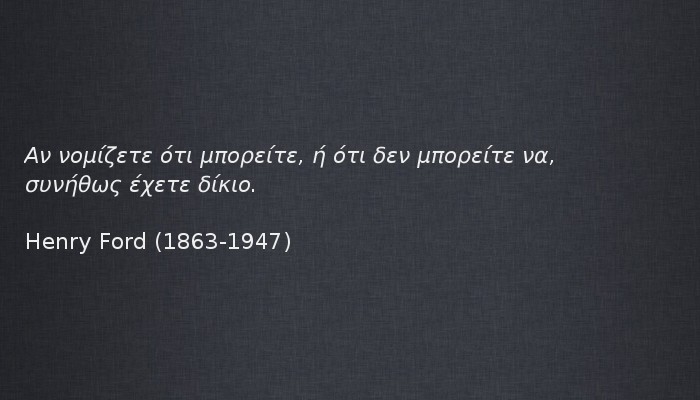 Αν νομίζετε ότι μπορείτε, ή ότι δεν μπορείτε να,
συνήθως έχετε δίκιο.
Henry Ford (1863-1947)